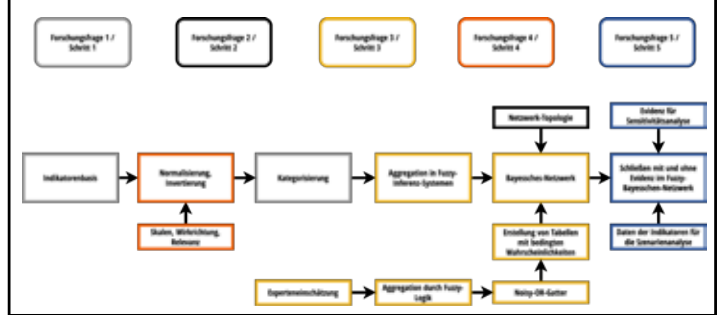 Forschungsfrage 1 /
Schritt 1
Forschungsfrage 2 /
Schritt 2
Forschungsfrage 3 /
Schritt 3
Forschungsfrage 4 /
Schritt 4
Forschungsfrage 5 /
Schritt 5
Netzwerk-Topologie
Evidenz für
Sensitivitätsanalyse
Indikatorenbasis
Normalisierung,
Invertierung
Kategorisierung
Aggregation in Fuzzy-
Inferenz-Systemen
Bayessches-Netzwerk
Schließen mit und ohne
Evidenz im Fuzzy-
Bayesschen-Netzwerk
Skalen, Wirkrichtung,
Relevanz
Erstellung von Tabellen
mit bedingten
Wahrscheinlichkeiten
Daten der Indikatoren für
die Szenarienanalyse
Experteneinschätzung
Aggregation durch Fuzzy-
Logik
Noisy-OR-Gatter